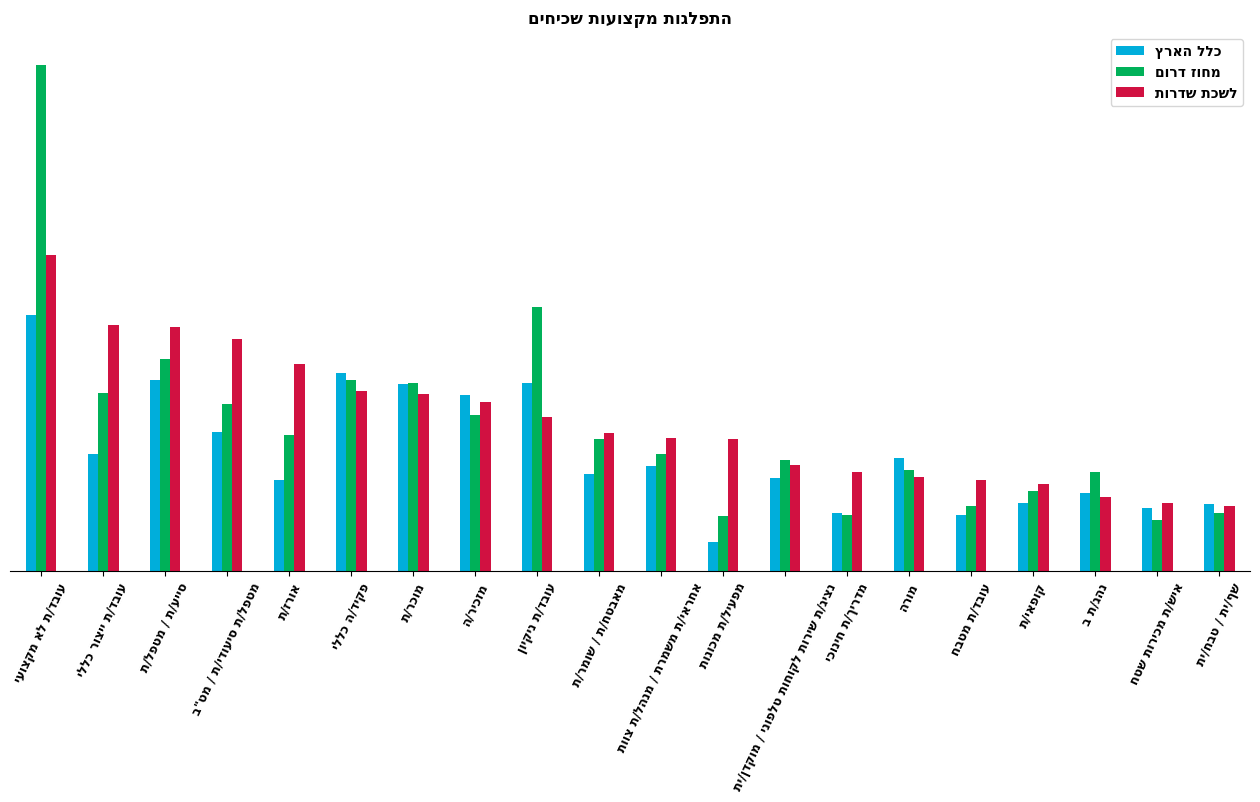 התפלגות מקצועות שכיחים
כלל הארץ
מחוז דרום
לשכת שדרות
עובד/ת לא מקצועי
עובד/ת ייצור כללי
סייע/ת / מטפל/ת
מטפל/ת סיעודי/ת / מט"ב
אורז/ת
פקיד/ה כללי
מוכר/ת
מזכיר/ה
עובד/ת ניקיון
מאבטח/ת / שומר/ת
אחראי/ת משמרת / מנהל/ת צוות
מפעיל/ת מכונות
נציג/ת שירות לקוחות טלפוני / מוקדן/ית
מדריך/ת חינוכי
מורה
עובד/ת מטבח
קופאי/ת
נהג/ת ב
איש/ת מכירות שטח
שף/ית / טבח/ית